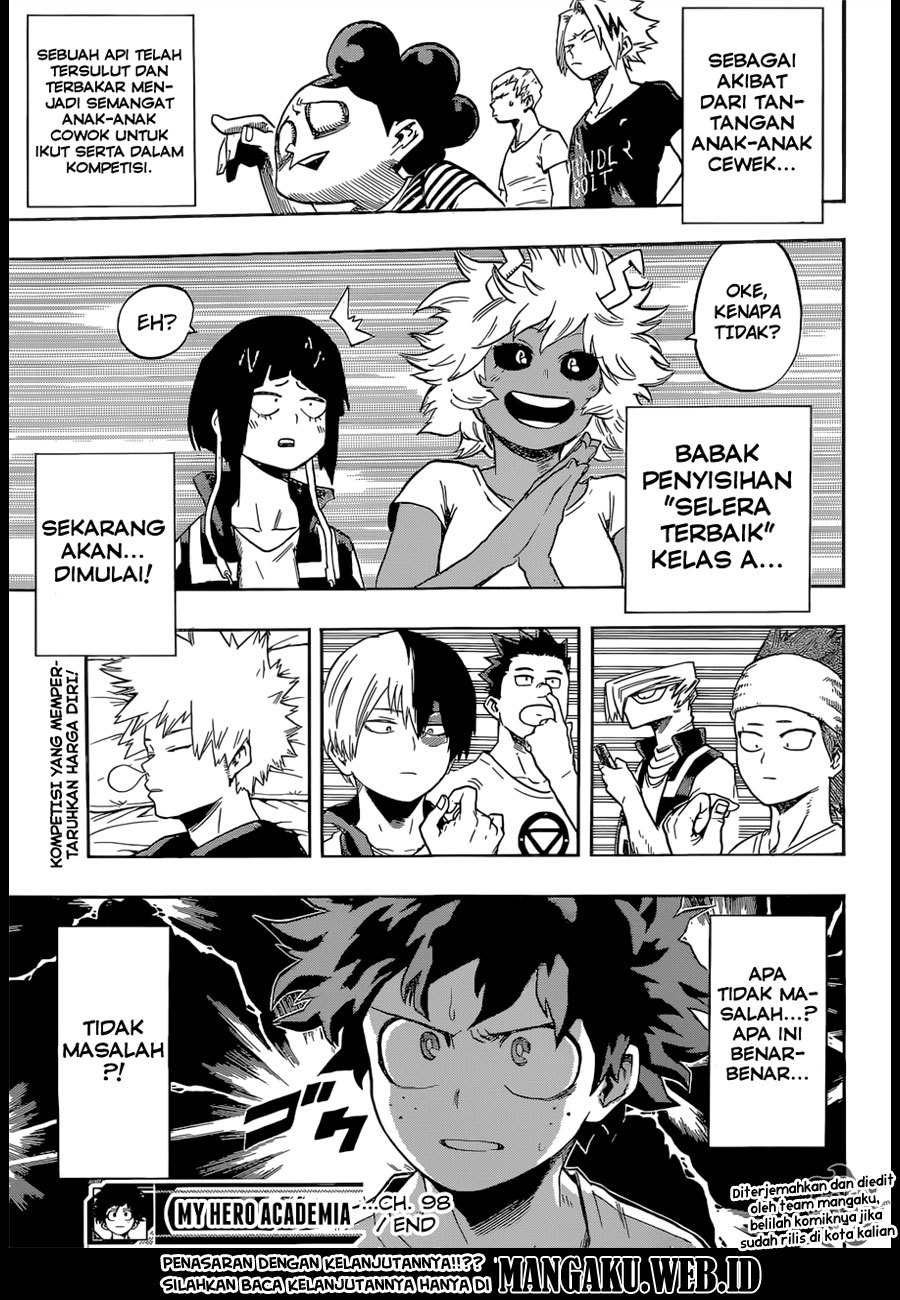 SEBAGAI
AKIBAT
DARI TAN-
TANGAN
ANAK-ANAK
CEWEK...
SEBUAH API TELAH
TERSULUT DAN
TERBAKAR MEN-
JADI SEMANGAT
ANAK-ANAK
COWOK UNTUK
IKUT SERTA DALAM
KOMPETISI.
UNDER
BOLT
OKE,
KENAPA
TIDAK?
EH?
BABAK
PENYISIHAN
"SELERA
TERBAIK"
KELAS A...
SEKARANG
AKAN...
DIMULAI!
KOMPETISI YANG MEMPER-
TARUHKAN HARGA DIRI!
APA
TIDAK MA-
SALAH...?
APA INI
BENAR-
BENAR...
TIDAK
MASALAH
?!
ゴゥ
MY HERO ACADEMIA
...CH. 98
/ END
Diterjemahkan dan diedit
oleh team mangaku,
belilah komiknya jika
sudah rilis di kota kalian
PENASARAN DENGAN KELANJUTANNYA!!??
SILAHKAN BACA KELANJUTANNYA HANYA DI
MANGAKU.WEB.ID